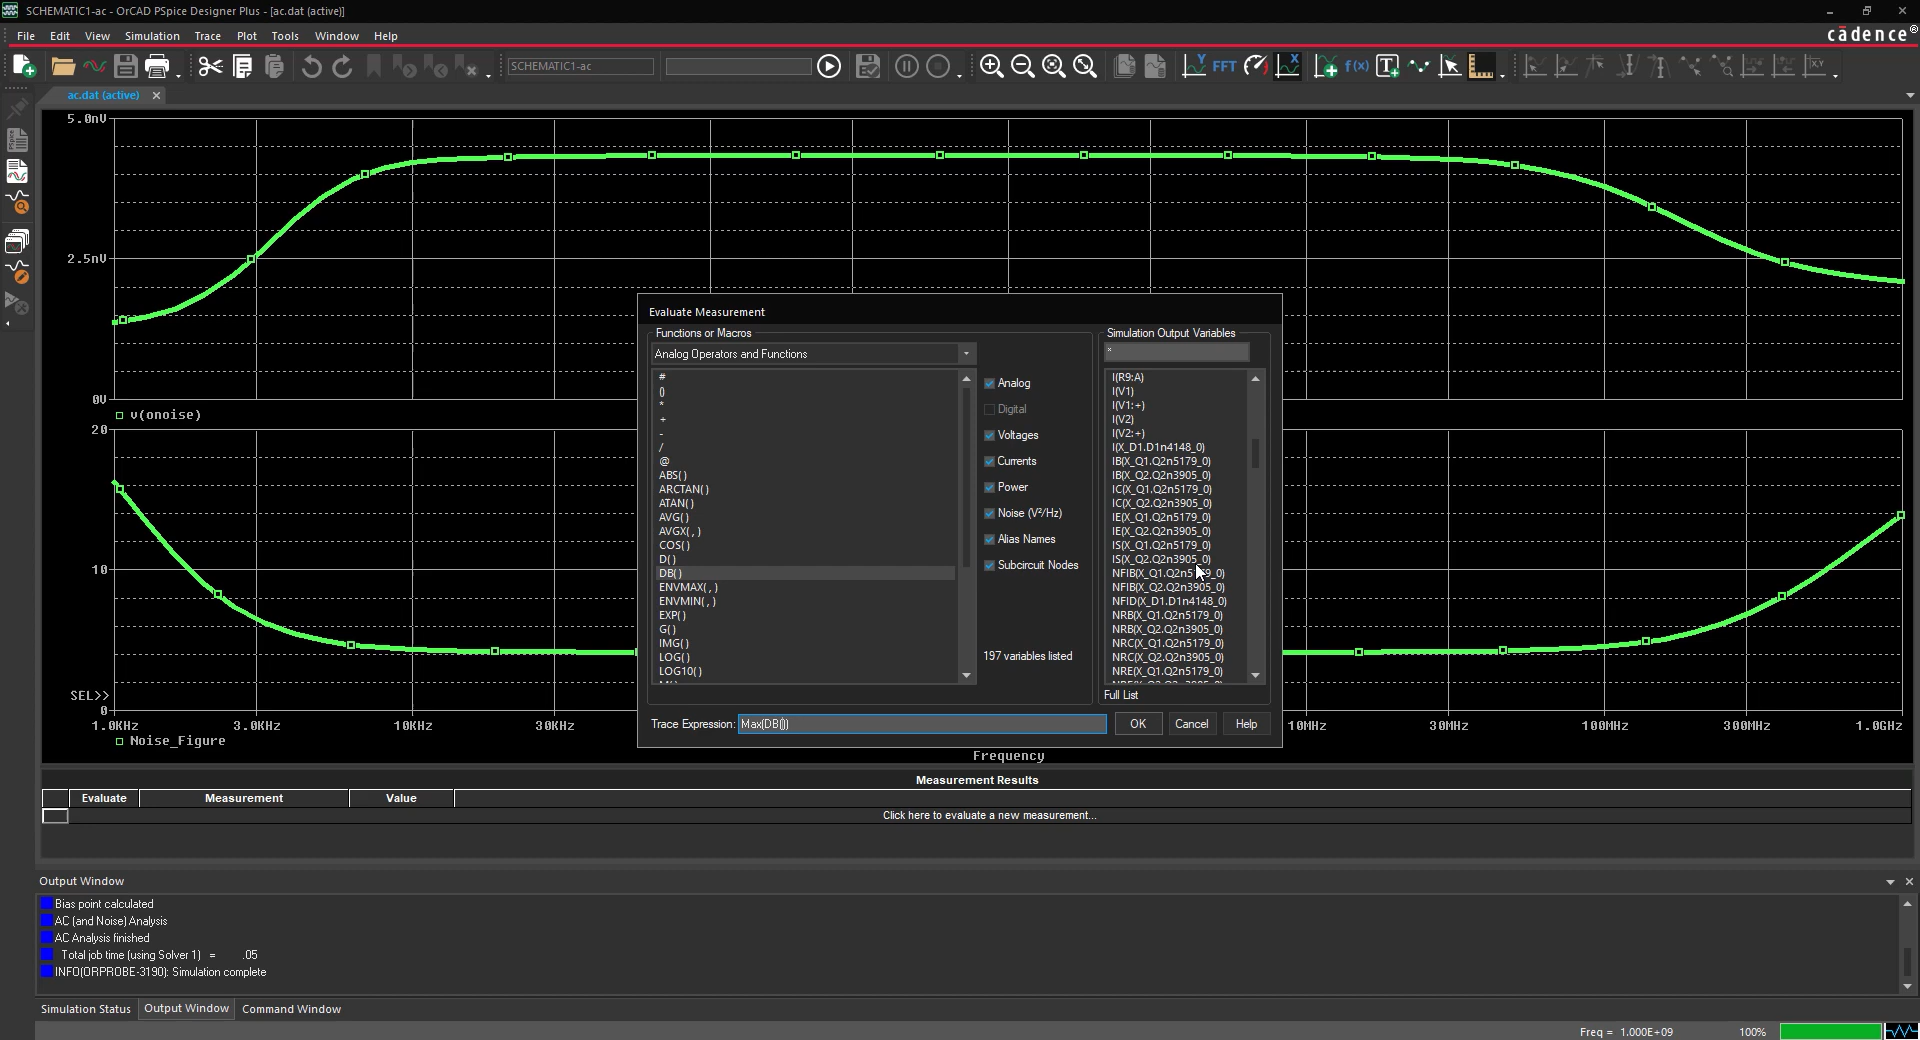 SCHEMATIC1-ac - OrCAD PSpice Designer Plus - [ac.dat (active)]
File Edit View Simulation Trace Plot Tools Window Help
cādence®
SCHEMATIC1-ac
FFT
f(x)
ac.dat (active)
5.0nV
2.5nV
0V
v(onoise)
20
10
SEL>>
0
1.0KHz 3.0KHz 10KHz 30KHz 10MHz 30MHz 100MHz 300MHz 1.0GHz
Noise_Figure
Frequency
Evaluate Measurement
Functions or Macros
Analog Operators and Functions
#
()
*
+
-
/
@
ABS()
ARCTAN()
ATAN()
AVG()
AVGX(,)
COS()
D()
DB()
ENVMAX(,)
ENVMIN(,)
EXP()
G()
IMG()
LOG()
LOG10()
Analog
Digital
Voltages
Currents
Power
Noise (V²/Hz)
Alias Names
Subcircuit Nodes
197 variables listed
Simulation Output Variables
*
I(R9:A)
I(V1)
I(V1:+)
I(V2)
I(V2:+)
I(X_D1.D1n4148_0)
IB(X_Q1.Q2n5179_0)
IB(X_Q2.Q2n3905_0)
IC(X_Q1.Q2n5179_0)
IC(X_Q2.Q2n3905_0)
IE(X_Q1.Q2n5179_0)
IE(X_Q2.Q2n3905_0)
IS(X_Q1.Q2n5179_0)
IS(X_Q2.Q2n3905_0)
NFIB(X_Q1.Q2n5179_0)
NFIB(X_Q2.Q2n3905_0)
NFID(X_D1.D1n4148_0)
NRB(X_Q1.Q2n5179_0)
NRB(X_Q2.Q2n3905_0)
NRC(X_Q1.Q2n5179_0)
NRC(X_Q2.Q2n3905_0)
NRE(X_Q1.Q2n5179_0)
Full List
Trace Expression: Max(DB()) OK Cancel Help
Measurement Results
Evaluate Measurement Value
Click here to evaluate a new measurement...
Output Window
Bias point calculated
AC (and Noise) Analysis
AC Analysis finished
Total job time (using Solver 1) = .05
INFO(ORPROBE-3190): Simulation complete
Simulation Status Output Window Command Window
Freq = 1.000E+09 100%